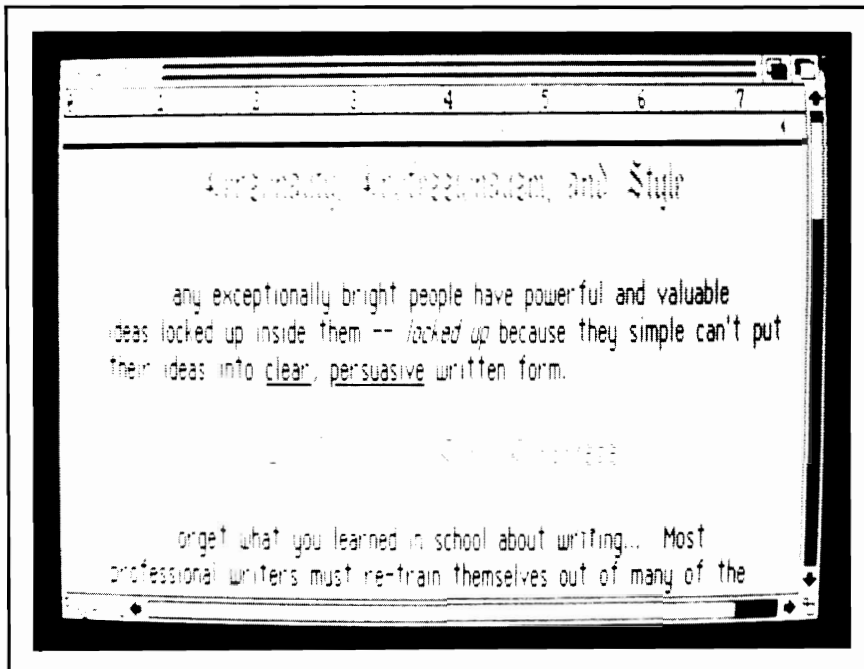 1 2 3 4 5 6 7
and Style
any exceptionally bright people have powerful and valuable
ideas locked up inside them -- locked up because they simple can't put
their ideas into clear, persuasive written form.
orget what you learned in school about writing... Most
professional writers must re-train themselves out of many of the